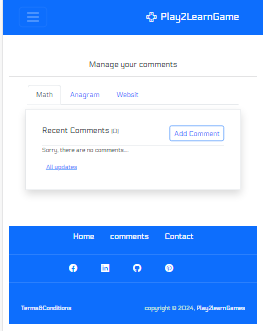 Play2LearnGame
Manage your comments
Math Anagram Websit
Recent Comments (0)
Add Comment
Sorry, there are no comments...
All updates
Home comments Contact
Terms&Conditions
copyright © 2024, Play2learnGames